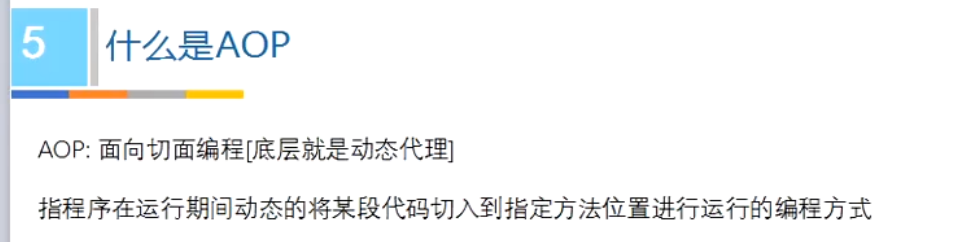 5
什么是AOP
AOP: 面向切面编程[底层就是动态代理]
指程序在运行期间动态的将某段代码切入到指定方法位置进行运行的编程方式